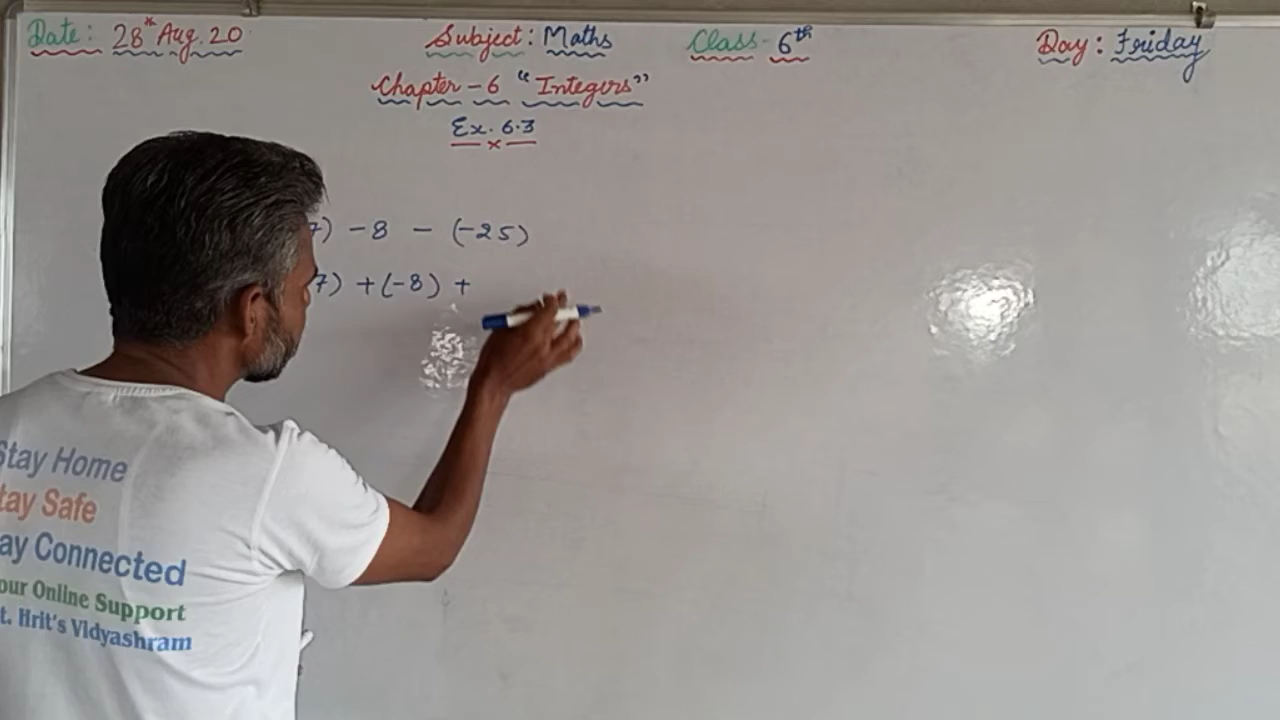 Date: 28th Aug. 20 Subject: Maths Class - 6th Day: Friday
Chapter - 6 "Integers"
Ex. 6.3
7) - 8 - (-25)
7) + (-8) +
Stay Home
tay Safe
ay Connected
our Online Support
t. Hrit's Vidyashram